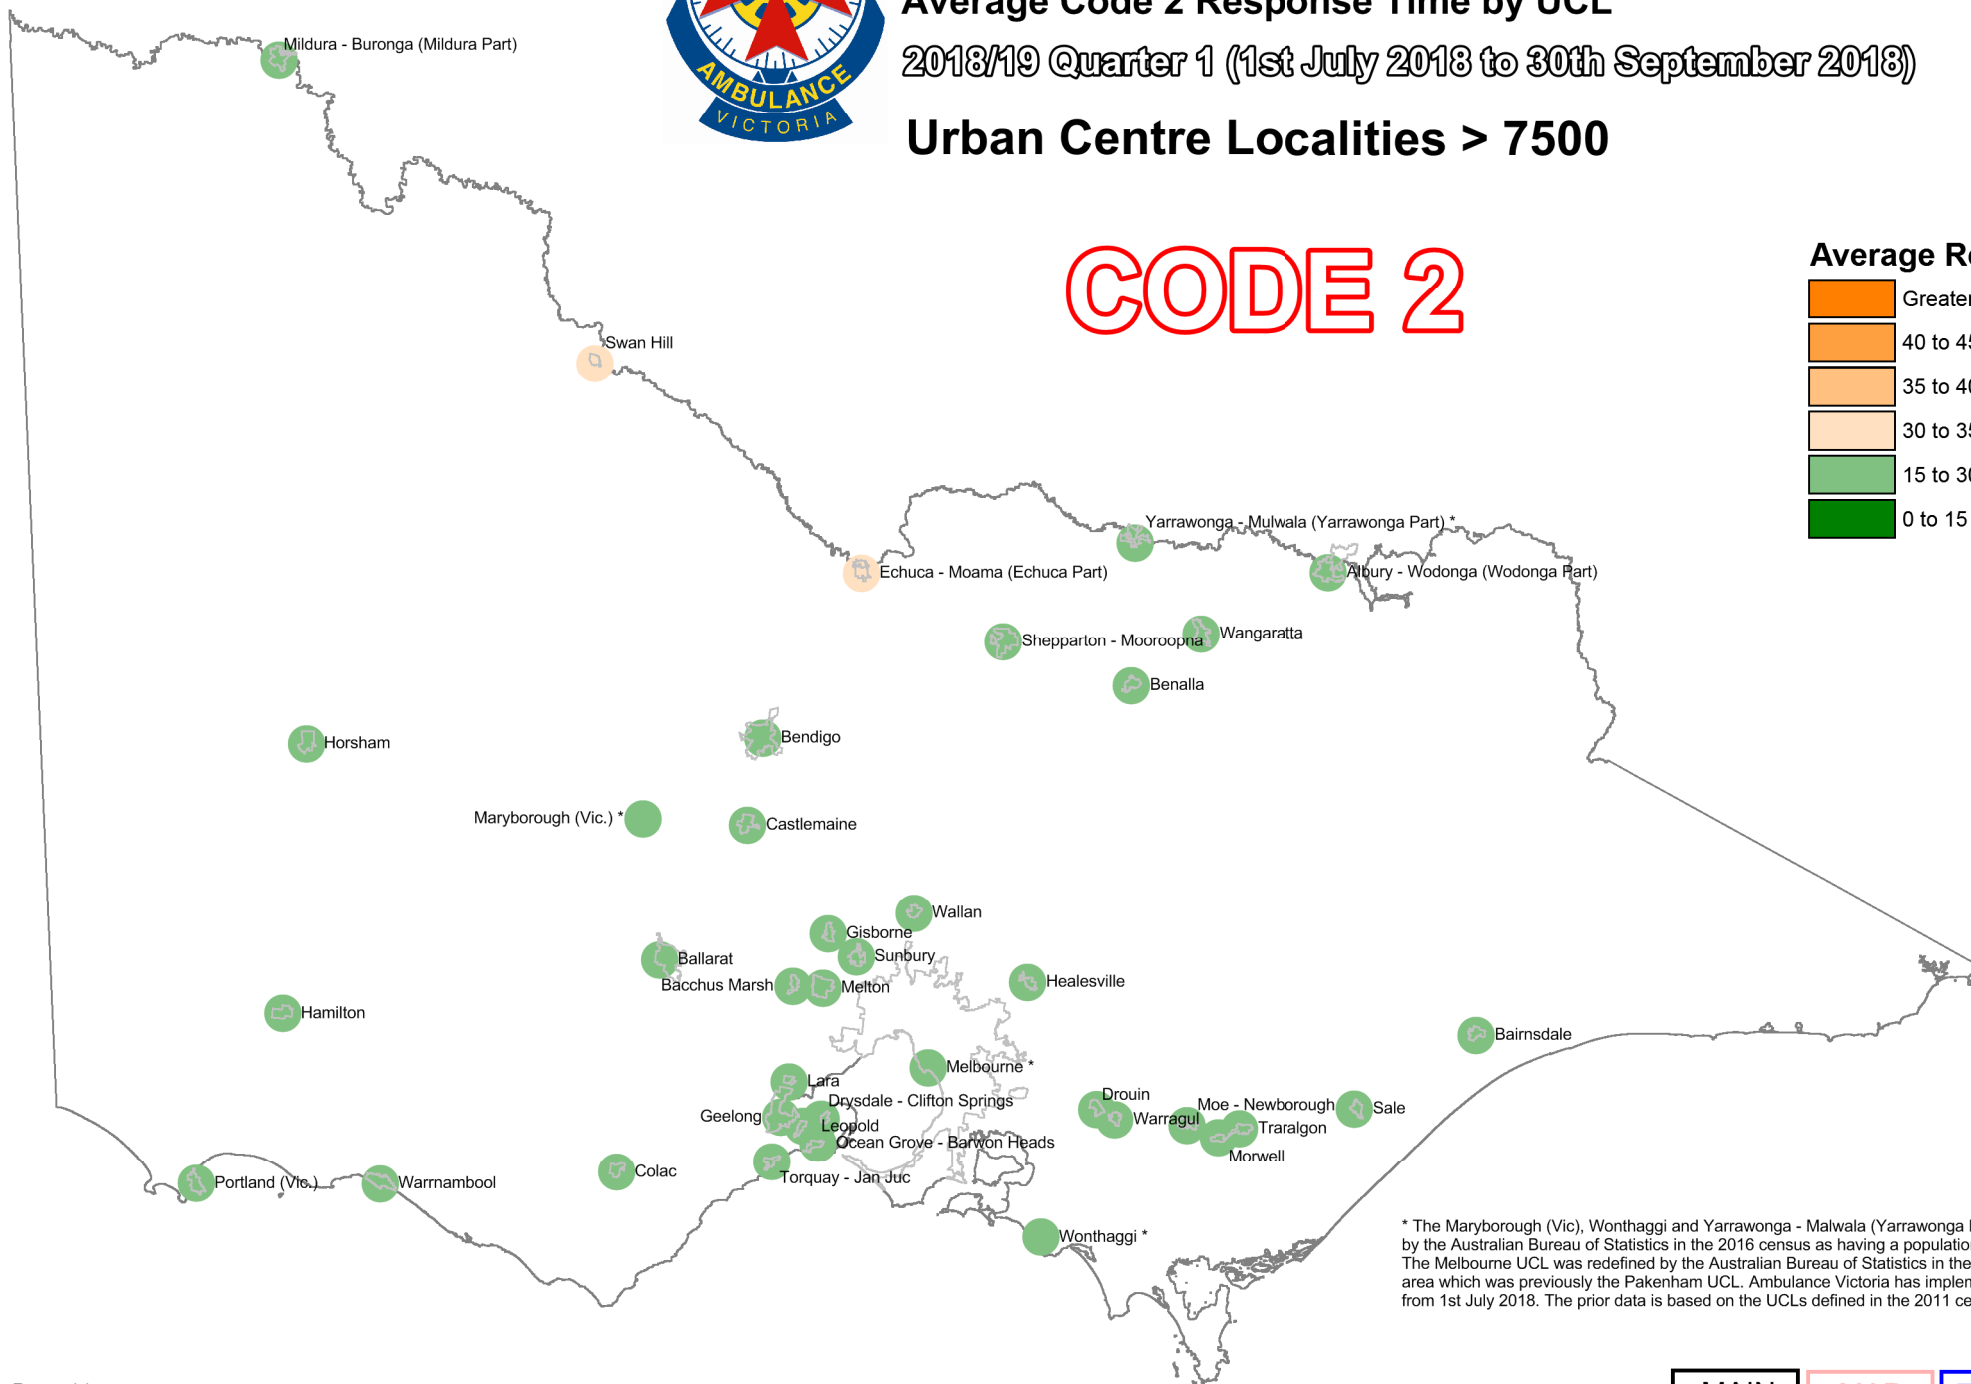 Average Code 2 Response Time by UCL
2018/19 Quarter 1 (1st July 2018 to 30th September 2018)
Urban Centre Localities > 7500
AMBULANCE
VICTORIA
CODE 2
Average
Greater
40 to
35 to
30 to
15 to
0 to 15
Mildura - Buronga (Mildura Part)
Swan Hill
Yarrawonga - Mulwala (Yarrawonga Part) *
Echuca - Moama (Echuca Part)
Albury - Wodonga (Wodonga Part)
Shepparton - Mooroopna
Wangaratta
Benalla
Bendigo
Horsham
Maryborough (Vic.) *
Castlemaine
Wallan
Gisborne
Sunbury
Ballarat
Bacchus Marsh
Melton
Healesville
Hamilton
Bairnsdale
Melbourne *
Lara
Drysdale - Clifton Springs
Geelong
Leopold
Ocean Grove - Barwon Heads
Torquay - Jan Juc
Drouin
Warragul
Moe - Newborough
Traralgon
Morwell
Sale
Colac
Portland (Vic.)
Warrnambool
Wonthaggi *
* The Maryborough (Vic), Wonthaggi and Yarrawonga - Malwala (Yarrawonga
by the Australian Bureau of Statistics in the 2016 census as having a population
The Melbourne UCL was redefined by the Australian Bureau of Statistics in the
area which was previously the Pakenham UCL. Ambulance Victoria has
from 1st July 2018. The prior data is based on the UCLs defined in the 2011
MAIN